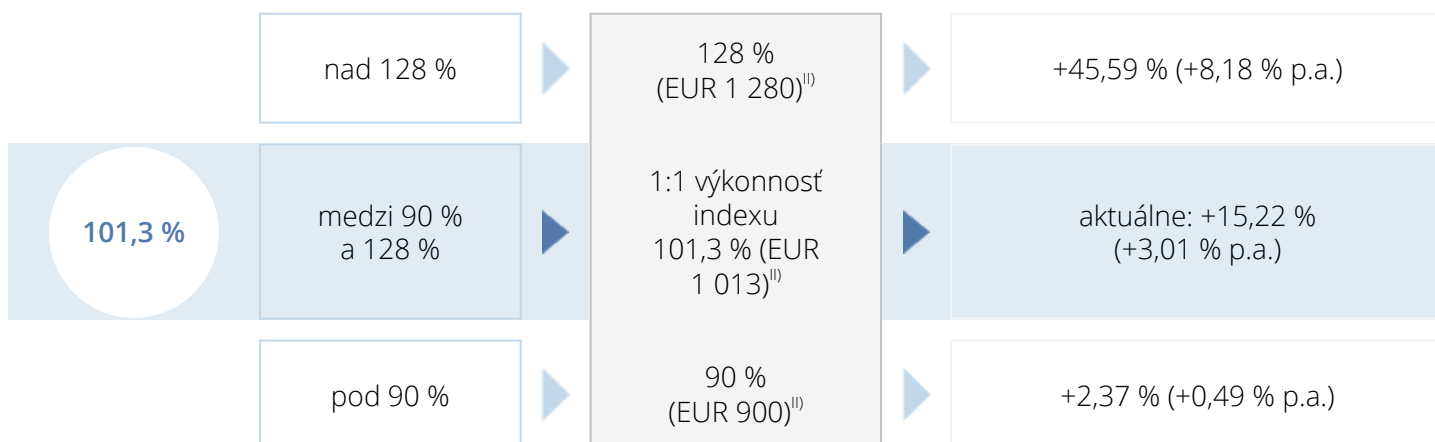 nad 128 %
128 %
(EUR 1 280)II)
+45,59 % (+8,18 % p.a.)
101,3 %
medzi 90 %
a 128 %
1:1 výkonnosť
indexu
101,3 % (EUR
1 013)II)
aktuálne: +15,22 %
(+3,01 % p.a.)
pod 90 %
90 %
(EUR 900)II)
+2,37 % (+0,49 % p.a.)